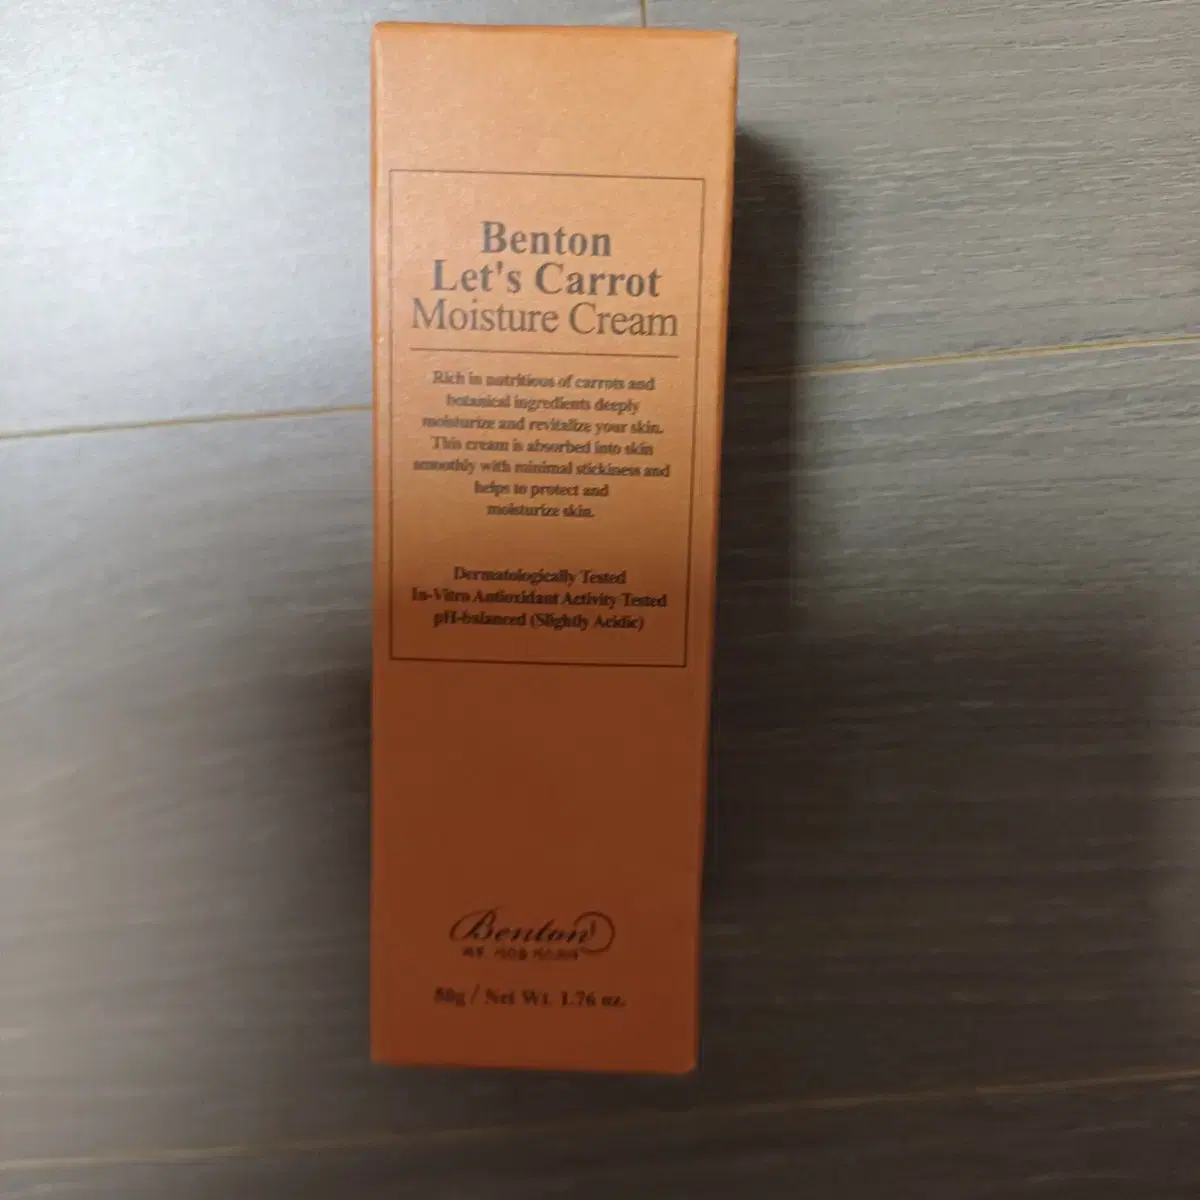 Benton
Let's Carrot
Moisture Cream
Rich in nutritious of carrots and
botanical ingredients deeply
moisturize and revitalize your skin.
This cream is absorbed into skin
smoothly with minimal stickiness and
helps to protect and
moisturize skin.
Dermatologically Tested
In-Vitro Antioxidant Activity Tested
pH-balanced (Slightly Acidic)
Benton
50g / Net Wt. 1.76 oz.